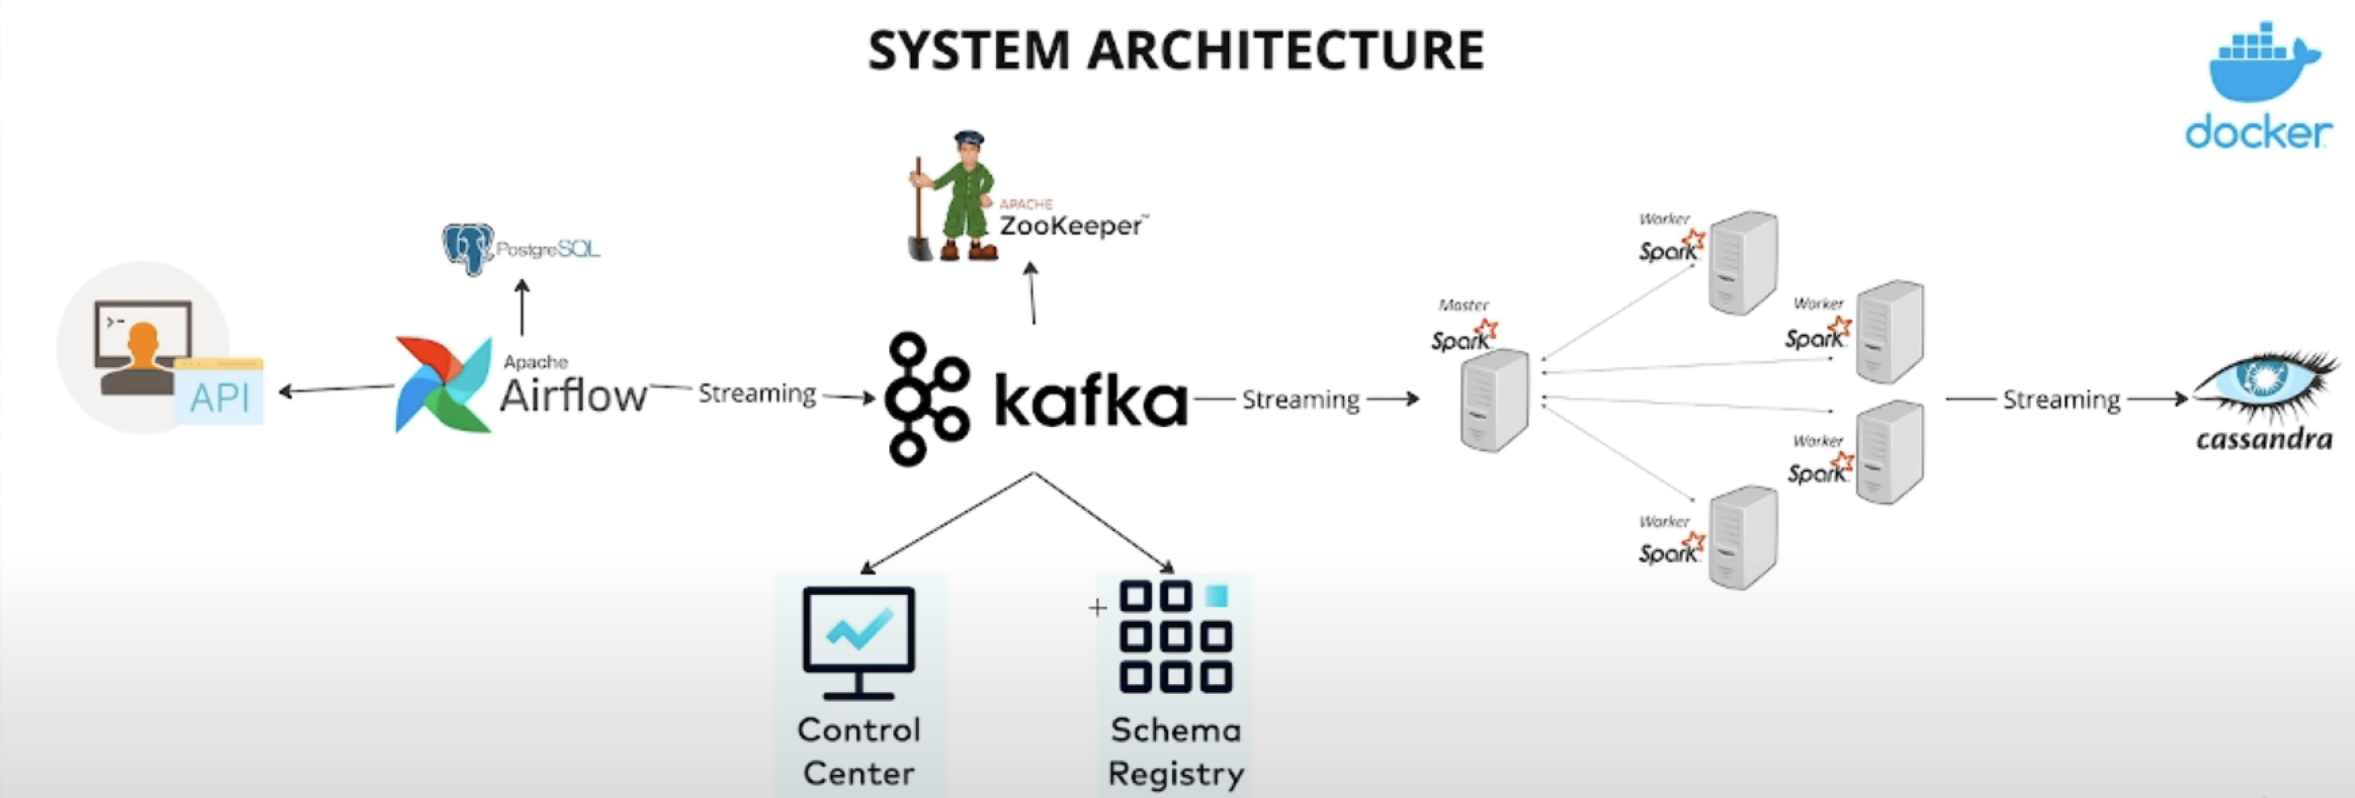 SYSTEM ARCHITECTURE
docker
APACHE
ZooKeeper™
PostgreSQL
>-
API
Apache
Airflow
Streaming
kafka
Streaming
Master
Spark
Worker
Spark
Worker
Spark
Worker
Spark
Worker
Spark
Streaming
cassandra
Control
Center
Schema
Registry